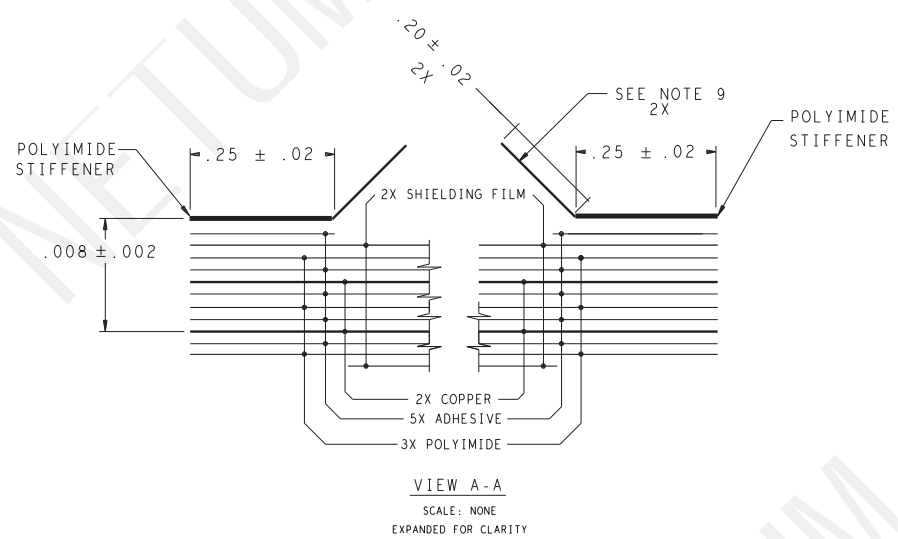 NETUM
.20 ± .02
2X
SEE NOTE 9
2X
POLYIMIDE
STIFFENER
POLYIMIDE
STIFFENER
.25 ± .02
.25 ± .02
2X SHIELDING FILM
.008 ± .002
2X COPPER
5X ADHESIVE
3X POLYIMIDE
VIEW A-A
SCALE: NONE
EXPANDED FOR CLARITY